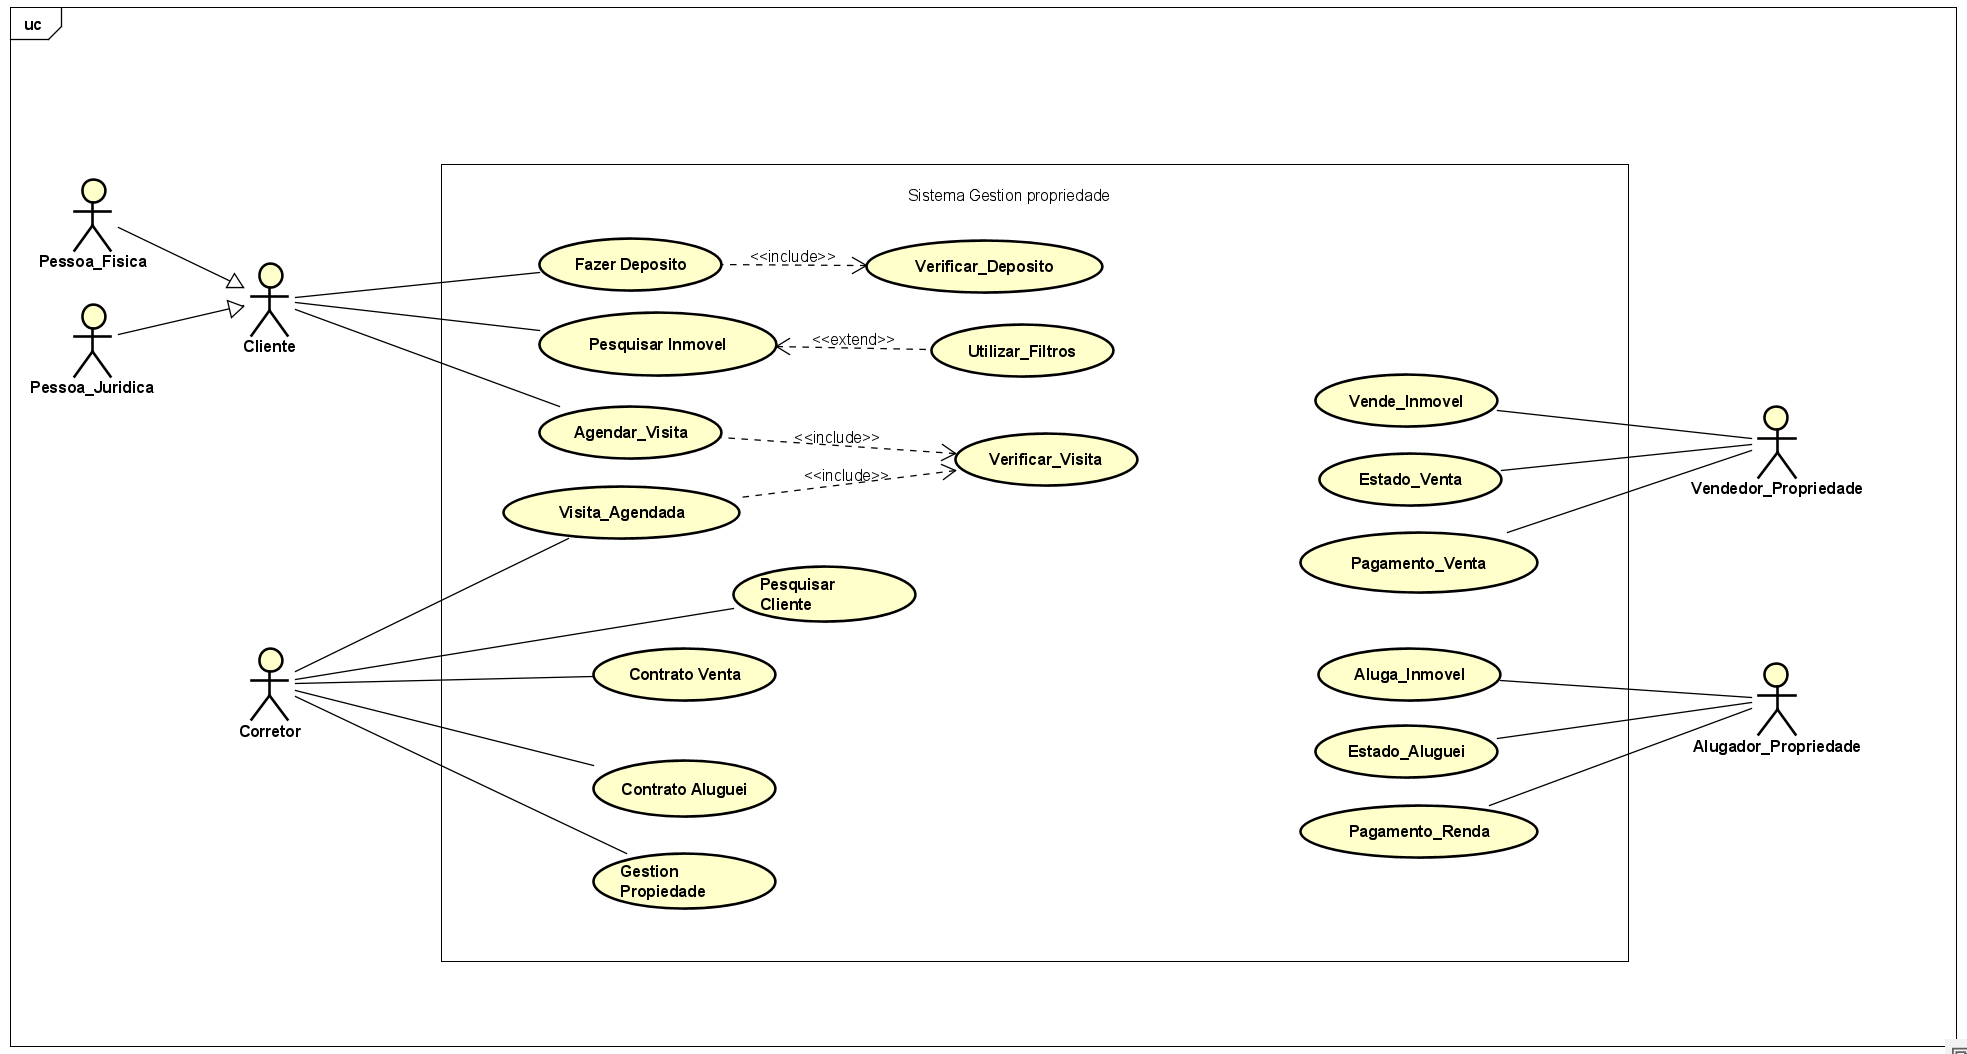 uc
Sistema Gestion propriedade
Pessoa_Fisica
Pessoa_Juridica
Cliente
Fazer Deposito
<<include>>
Verificar_Deposito
Pesquisar Inmovel
<<extend>>
Utilizar_Filtros
Agendar_Visita
<<include>>
Verificar_Visita
<<include>>
Visita_Agendada
Pesquisar
Cliente
Contrato Venta
Corretor
Contrato Aluguei
Gestion
Propiedade
Vende_Inmovel
Estado_Venta
Vendedor_Propriedade
Pagamento_Venta
Aluga_Inmovel
Estado_Aluguei
Alugador_Propriedade
Pagamento_Renda